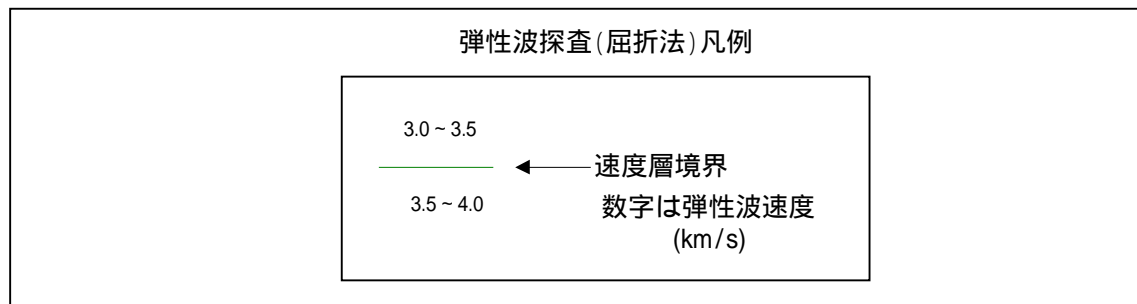 弾性波探査(屈折法)凡例
3.0 ~ 3.5
速度層境界
3.5 ~ 4.0
数字は弾性波速度
(km/s)